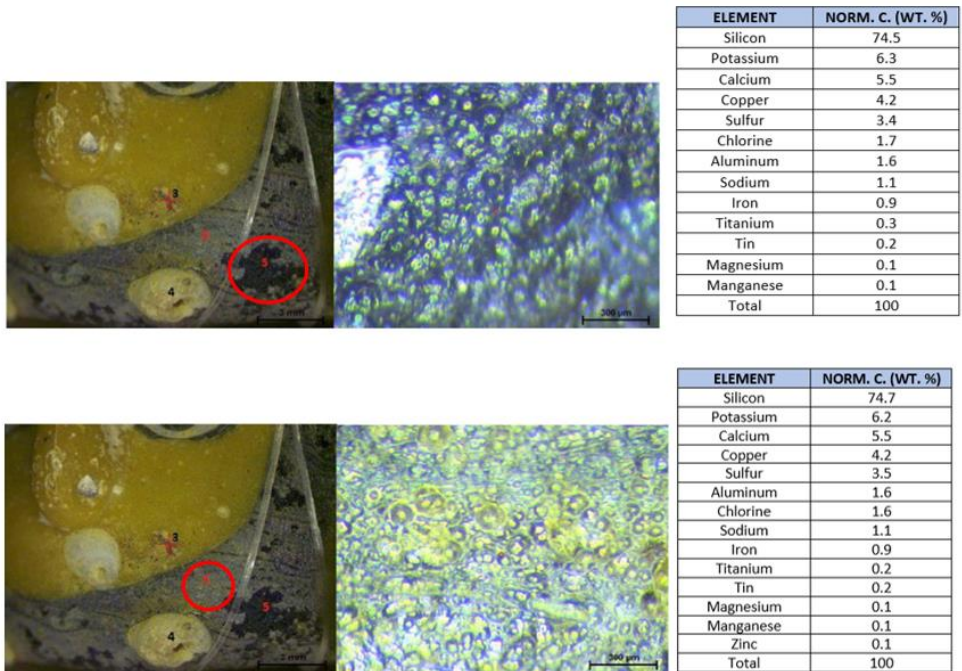 ELEMENT NORM. C. (WT. %)
Silicon 74.5
Potassium 6.3
Calcium 5.5
Copper 4.2
Sulfur 3.4
Chlorine 1.7
Aluminum 1.6
Sodium 1.1
Iron 0.9
Titanium 0.3
Tin 0.2
Magnesium 0.1
Manganese 0.1
Total 100
3
5
4
300 µm
ELEMENT NORM. C. (WT. %)
Silicon 74.7
Potassium 6.2
Calcium 5.5
Copper 4.2
Sulfur 3.5
Aluminum 1.6
Chlorine 1.6
Sodium 1.1
Iron 0.9
Titanium 0.2
Tin 0.2
Magnesium 0.1
Manganese 0.1
Zinc 0.1
Total 100
3
5
4
300 µm